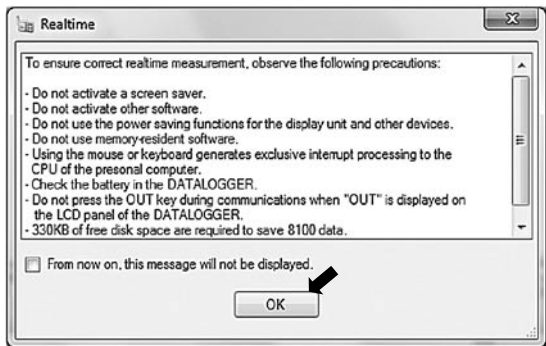 Realtime
To ensure correct realtime measurement, observe the following precautions:
- Do not activate a screen saver.
- Do not activate other software.
- Do not use the power saving functions for the display unit and other devices.
- Do not use memory-resident software.
- Using the mouse or keyboard generates exclusive interrupt processing to the
CPU of the presonal computer.
- Check the battery in the DATALOGGER.
- Do not press the OUT key during communications when "OUT" is displayed on
the LCD panel of the DATALOGGER.
- 330KB of free disk space are required to save 8100 data.
From now on, this message will not be displayed.
OK